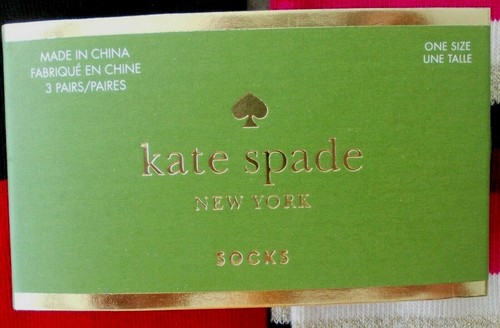 MADE IN CHINA
FABRIQUÉ EN CHINE
3 PAIRS/PAIRES
ONE SIZE
UNE TALLE
kate spade
NEW YORK
SOCKS